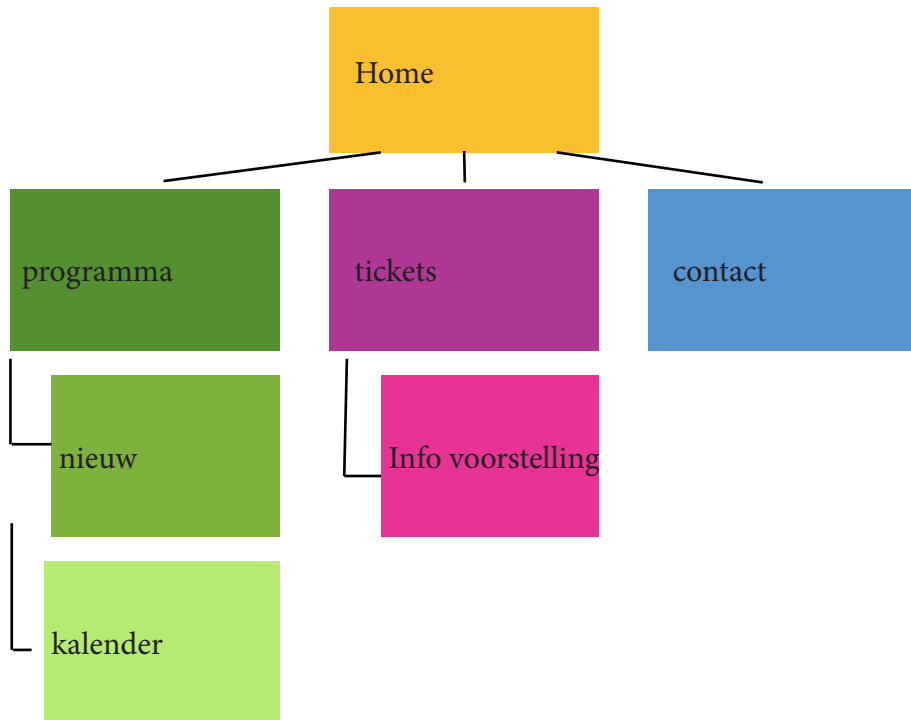 Home
programma
tickets
contact
nieuw
Info voorstelling
kalender